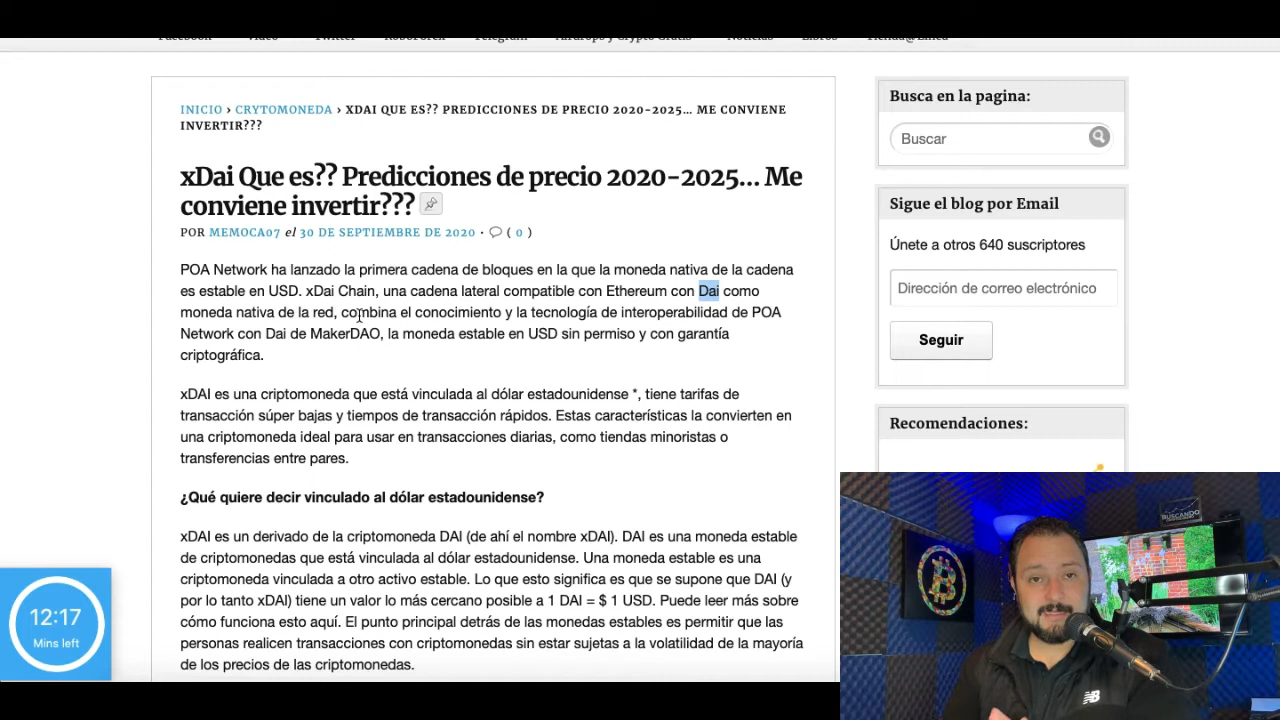 Facebook Video Twitter RoboForex Telegram Airdrops y Crypto Gratis Noticias Libros Tienda@Linea
INICIO › CRYTOMONEDA › XDAI QUE ES?? PREDICCIONES DE PRECIO 2020-2025… ME CONVIENE
INVERTIR???
xDai Que es?? Predicciones de precio 2020-2025… Me
conviene invertir???
POR MEMOCA07 el 30 DE SEPTIEMBRE DE 2020 • ( 0 )
POA Network ha lanzado la primera cadena de bloques en la que la moneda nativa de la cadena
es estable en USD. xDai Chain, una cadena lateral compatible con Ethereum con Dai como
moneda nativa de la red, combina el conocimiento y la tecnología de interoperabilidad de POA
Network con Dai de MakerDAO, la moneda estable en USD sin permiso y con garantía
criptográfica.
xDAI es una criptomoneda que está vinculada al dólar estadounidense *, tiene tarifas de
transacción súper bajas y tiempos de transacción rápidos. Estas características la convierten en
una criptomoneda ideal para usar en transacciones diarias, como tiendas minoristas o
transferencias entre pares.
¿Qué quiere decir vinculado al dólar estadounidense?
xDAI es un derivado de la criptomoneda DAI (de ahí el nombre xDAI). DAI es una moneda estable
de criptomonedas que está vinculada al dólar estadounidense. Una moneda estable es una
criptomoneda vinculada a otro activo estable. Lo que esto significa es que se supone que DAI (y
por lo tanto xDAI) tiene un valor lo más cercano posible a 1 DAI = $ 1 USD. Puede leer más sobre
cómo funciona esto aquí. El punto principal detrás de las monedas estables es permitir que las
personas realicen transacciones con criptomonedas sin estar sujetas a la volatilidad de la mayoría
de los precios de las criptomonedas.
Busca en la pagina:
Buscar
Sigue el blog por Email
Únete a otros 640 suscriptores
Dirección de correo electrónico
Seguir
Recomendaciones:
12:17
Mins left
BUSCANDO